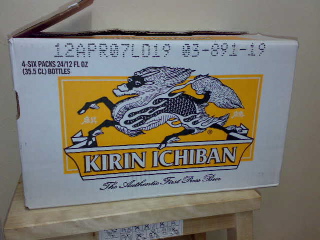 12APR07LD19 03-891-19
4-SIX PACKS 24/12 FL OZ
(35.5 CL) BOTTLES
KIRIN ICHIBAN
The Authentic First Press Beer